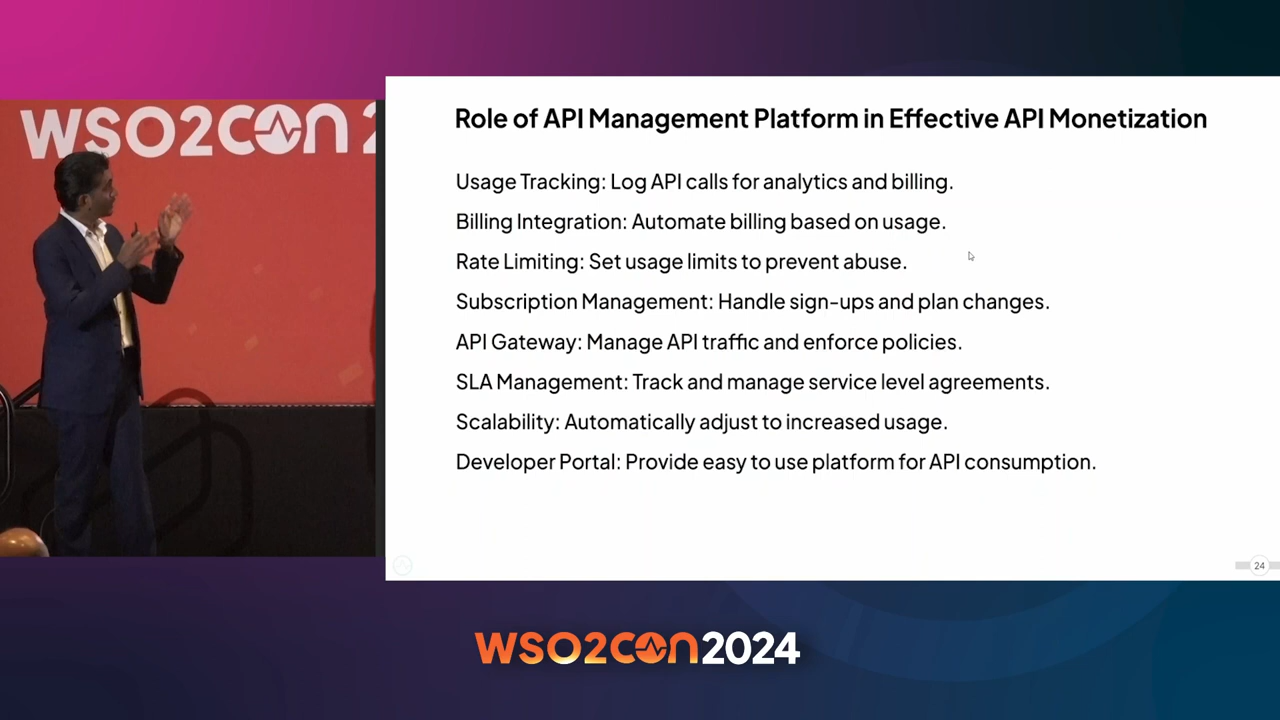 WSO2CON 2
Role of API Management Platform in Effective API Monetization
Usage Tracking: Log API calls for analytics and billing.
Billing Integration: Automate billing based on usage.
Rate Limiting: Set usage limits to prevent abuse.
Subscription Management: Handle sign-ups and plan changes.
API Gateway: Manage API traffic and enforce policies.
SLA Management: Track and manage service level agreements.
Scalability: Automatically adjust to increased usage.
Developer Portal: Provide easy to use platform for API consumption.
24
WSO2CON 2024